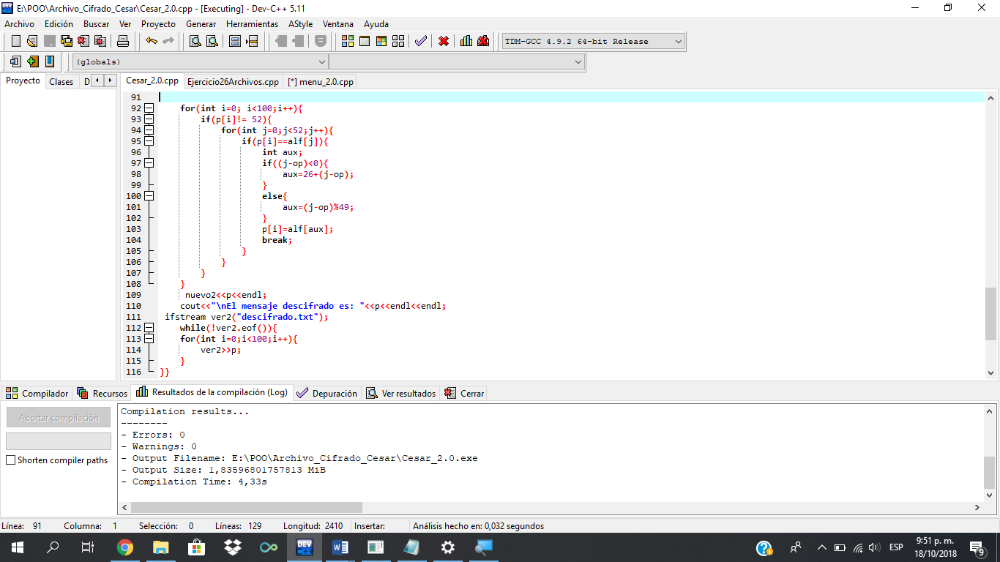 E:\POO\Archivo_Cifrado_Cesar\Cesar_2.0.cpp - [Executing] - Dev-C++ 5.11
Archivo Edición Buscar Ver Proyecto Generar Herramientas AStyle Ventana Ayuda
TDM-GCC 4.9.2 64-bit Release
(globals)
Proyecto Clases D
Cesar_2.0.cpp Ejercicio26Archivos.cpp [*] menu_2.0.cpp
91
92 for(int i=0; i<100;i++){
93 if(p[i]!= 52){
94 for(int j=0;j<52;j++){
95 if(p[i]==alf[j]){
96 int aux;
97 if((j-op)<0){
98 aux=26+(j-op);
99 }
100 else{
101 aux=(j-op)%49;
102 }
103 p[i]=alf[aux];
104 break;
105 }
106 }
107 }
108 }
109 nuevo2<<p<<endl;
110 cout<<"\nEl mensaje descifrado es: "<<p<<endl<<endl;
111 ifstream ver2("descifrado.txt");
112 while(!ver2.eof()){
113 for(int i=0;i<100;i++){
114 ver2>>p;
115 }
116 }}
Compilador Recursos Resultados de la compilación (Log) Depuración Ver resultados Cerrar
Abortar compilación
Shorten compiler paths
Compilation results...
--------
- Errors: 0
- Warnings: 0
- Output Filename: E:\POO\Archivo_Cifrado_Cesar\Cesar_2.0.exe
- Output Size: 1,83596801757813 MiB
- Compilation Time: 4,33s
Línea: 91 Columna: 1 Selección: 0 Líneas: 129 Longitud: 2410 Insertar: Análisis hecho en: 0,032 segundos
DEV
ESP
9:51 p. m.
18/10/2018
9